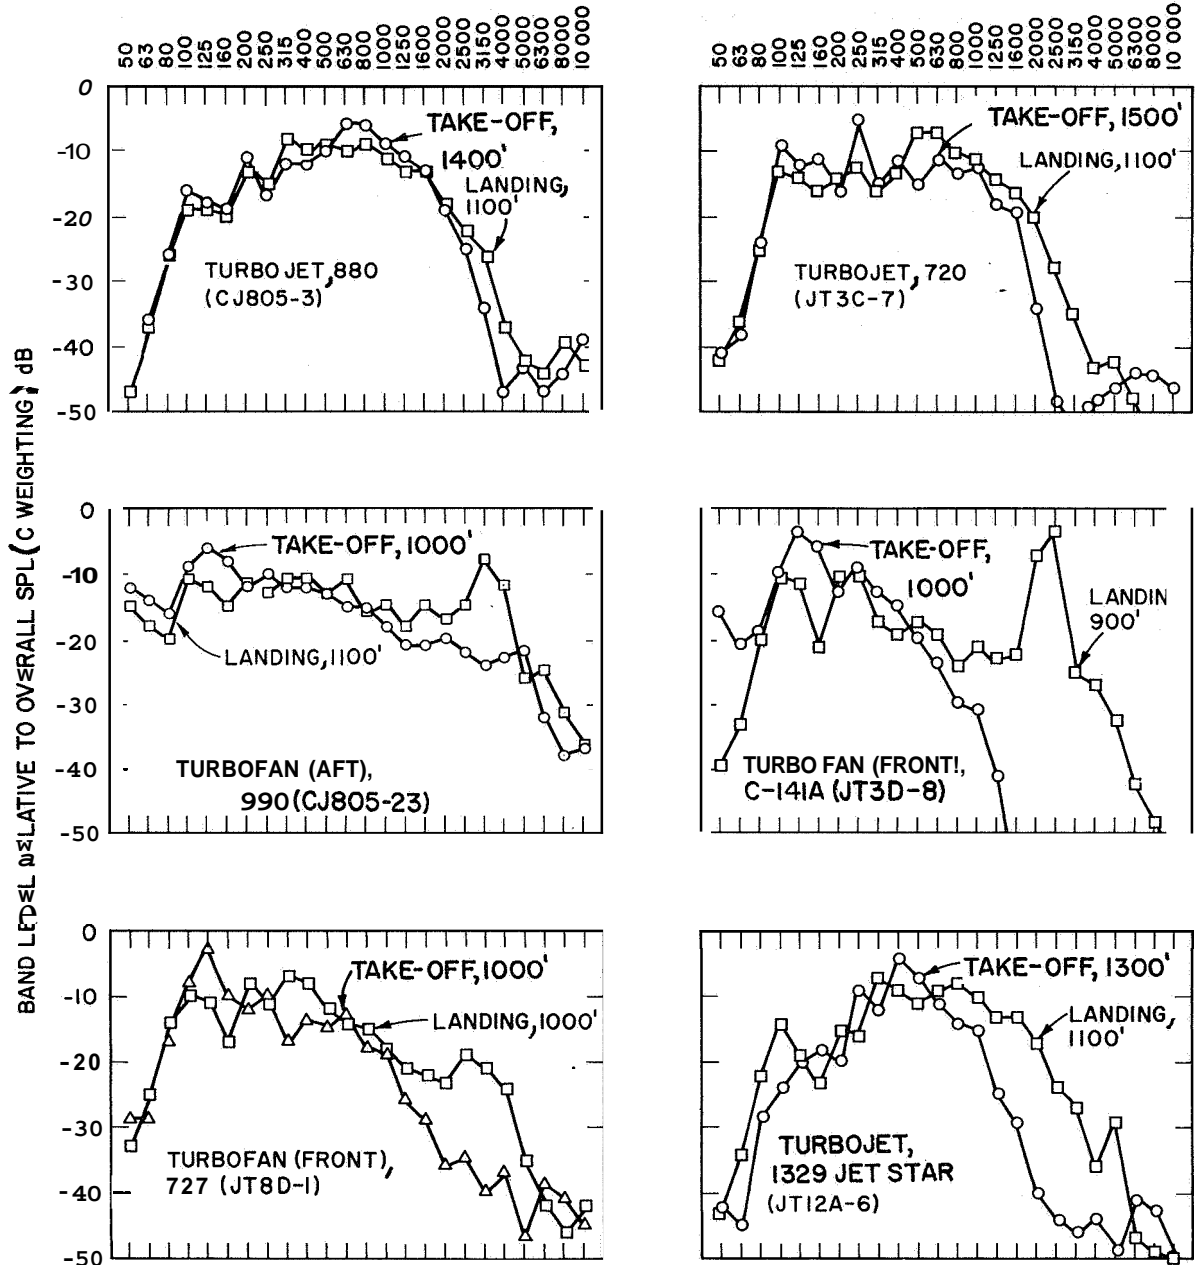 50 63 80 100 125 160 200 250 315 400 500 630 800 1000 1250 1600 2000 2500 3150 4000 5000 6300 8000 10 000
50 63 80 100 125 160 200 250 315 400 500 630 800 1000 1250 1600 2000 2500 3150 4000 5000 6300 8000 10 000
BAND LEDEL RELATIVE TO OVERALL SPL (C WEIGHTING) dB
0
-10
-20
-30
-40
-50
TAKE-OFF,
1400'
LANDING,
1100'
TURBOJET, 880
(CJ805-3)
TAKE-OFF, 1500'
LANDING, 1100'
TURBOJET, 720
(JT3C-7)
0
-10
-20
-30
-40
-50
TAKE-OFF, 1000'
LANDING, 1100'
TURBOFAN (AFT),
990 (CJ805-23)
TAKE-OFF,
1000'
LANDIN
900'
TURBO FAN (FRONT!,
C-141A (JT3D-8)
0
-10
-20
-30
-40
-50
TAKE-OFF, 1000'
LANDING, 1000'
TURBOFAN (FRONT),
727 (JT8D-1)
TAKE-OFF, 1300'
LANDING,
1100'
TURBOJET,
1329 JET STAR
(JT12A-6)